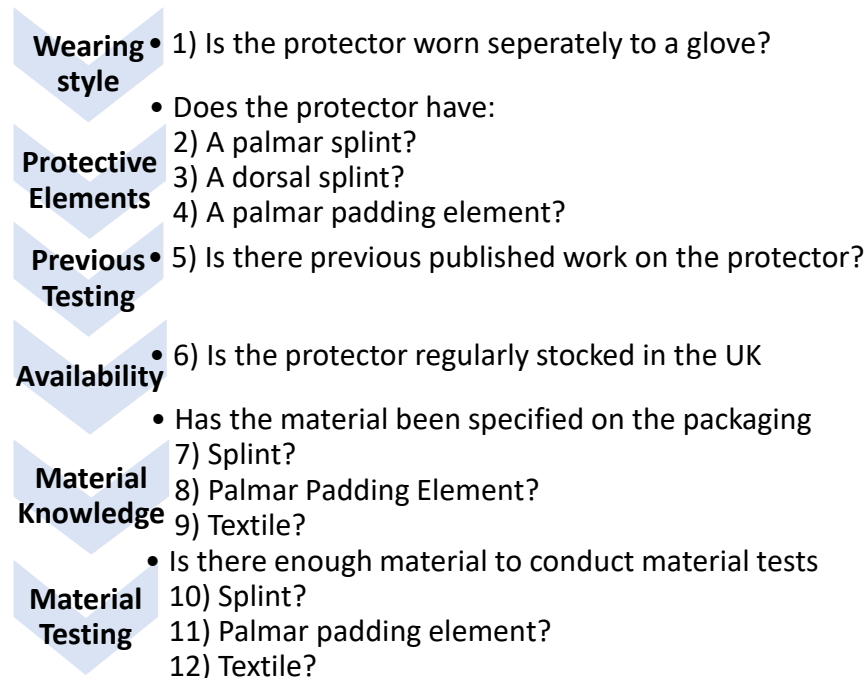 Wearing style
• 1) Is the protector worn seperately to a glove?
Protective Elements
• Does the protector have:
2) A palmar splint?
3) A dorsal splint?
4) A palmar padding element?
Previous Testing
• 5) Is there previous published work on the protector?
Availability
• 6) Is the protector regularly stocked in the UK
Material Knowledge
• Has the material been specified on the packaging
7) Splint?
8) Palmar Padding Element?
9) Textile?
Material Testing
• Is there enough material to conduct material tests
10) Splint?
11) Palmar padding element?
12) Textile?